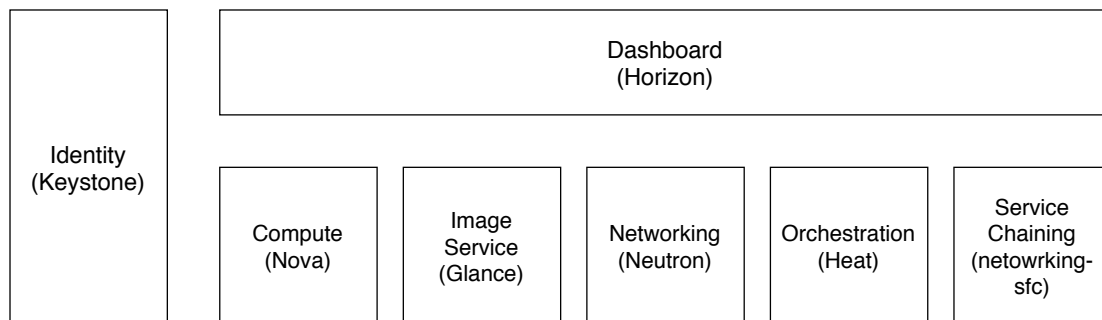 Identity
(Keystone)
Dashboard
(Horizon)
Compute
(Nova)
Image
Service
(Glance)
Networking
(Neutron)
Orchestration
(Heat)
Service
Chaining
(netowrking-
sfc)